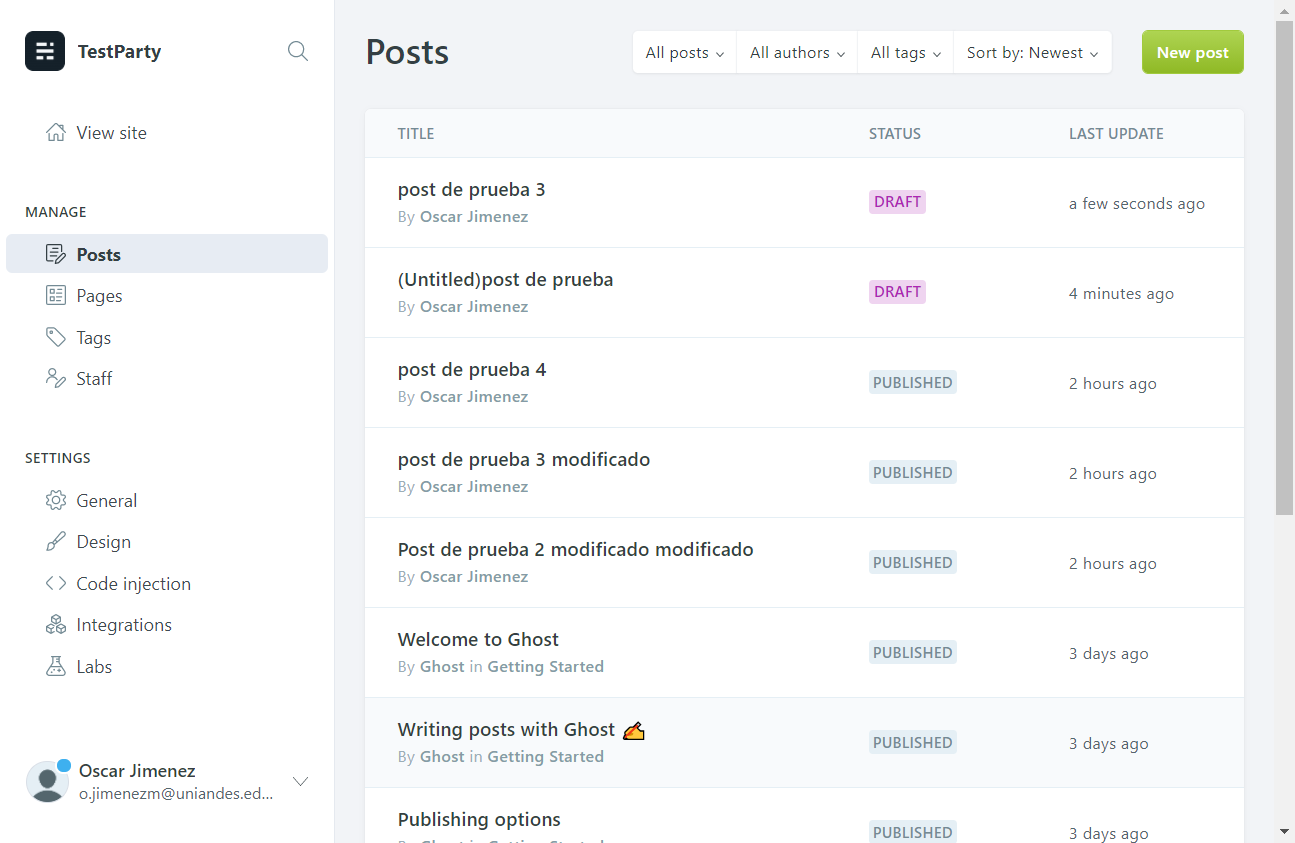 TestParty
View site
MANAGE
Posts
Pages
Tags
Staff
SETTINGS
General
Design
Code injection
Integrations
Labs
Oscar Jimenez
o.jimenezm@uniandes.ed...
Posts
All posts All authors All tags Sort by: Newest New post
TITLE STATUS LAST UPDATE
post de prueba 3
By Oscar Jimenez
DRAFT
a few seconds ago
(Untitled)post de prueba
By Oscar Jimenez
DRAFT
4 minutes ago
post de prueba 4
By Oscar Jimenez
PUBLISHED
2 hours ago
post de prueba 3 modificado
By Oscar Jimenez
PUBLISHED
2 hours ago
Post de prueba 2 modificado modificado
By Oscar Jimenez
PUBLISHED
2 hours ago
Welcome to Ghost
By Ghost in Getting Started
PUBLISHED
3 days ago
Writing posts with Ghost ✍️
By Ghost in Getting Started
PUBLISHED
3 days ago
Publishing options
PUBLISHED
3 days ago